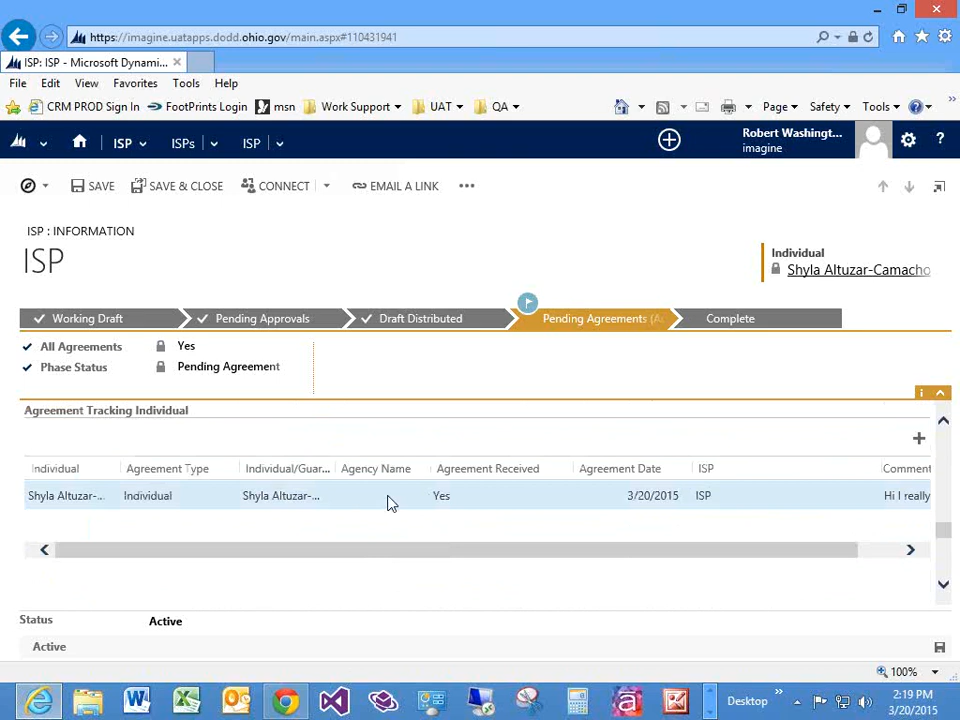 https://imagine.uatapps.dodd.ohio.gov/main.aspx#110431941
ISP: ISP - Microsoft Dynami...
File Edit View Favorites Tools Help
CRM PROD Sign In FootPrints Login msn Work Support UAT QA Page Safety Tools
ISP ISPs ISP Robert Washingt...
imagine
SAVE SAVE & CLOSE CONNECT EMAIL A LINK
ISP : INFORMATION
ISP
Individual
Shyla Altuzar-Camacho
Working Draft Pending Approvals Draft Distributed Pending Agreements (A Complete
All Agreements Yes
Phase Status Pending Agreement
Agreement Tracking Individual
Individual Agreement Type Individual/Guar... Agency Name Agreement Received Agreement Date ISP Comment
Shyla Altuzar-... Individual Shyla Altuzar-... Yes 3/20/2015 ISP Hi I really
Status Active
Active
100%
Desktop 2:19 PM
3/20/2015